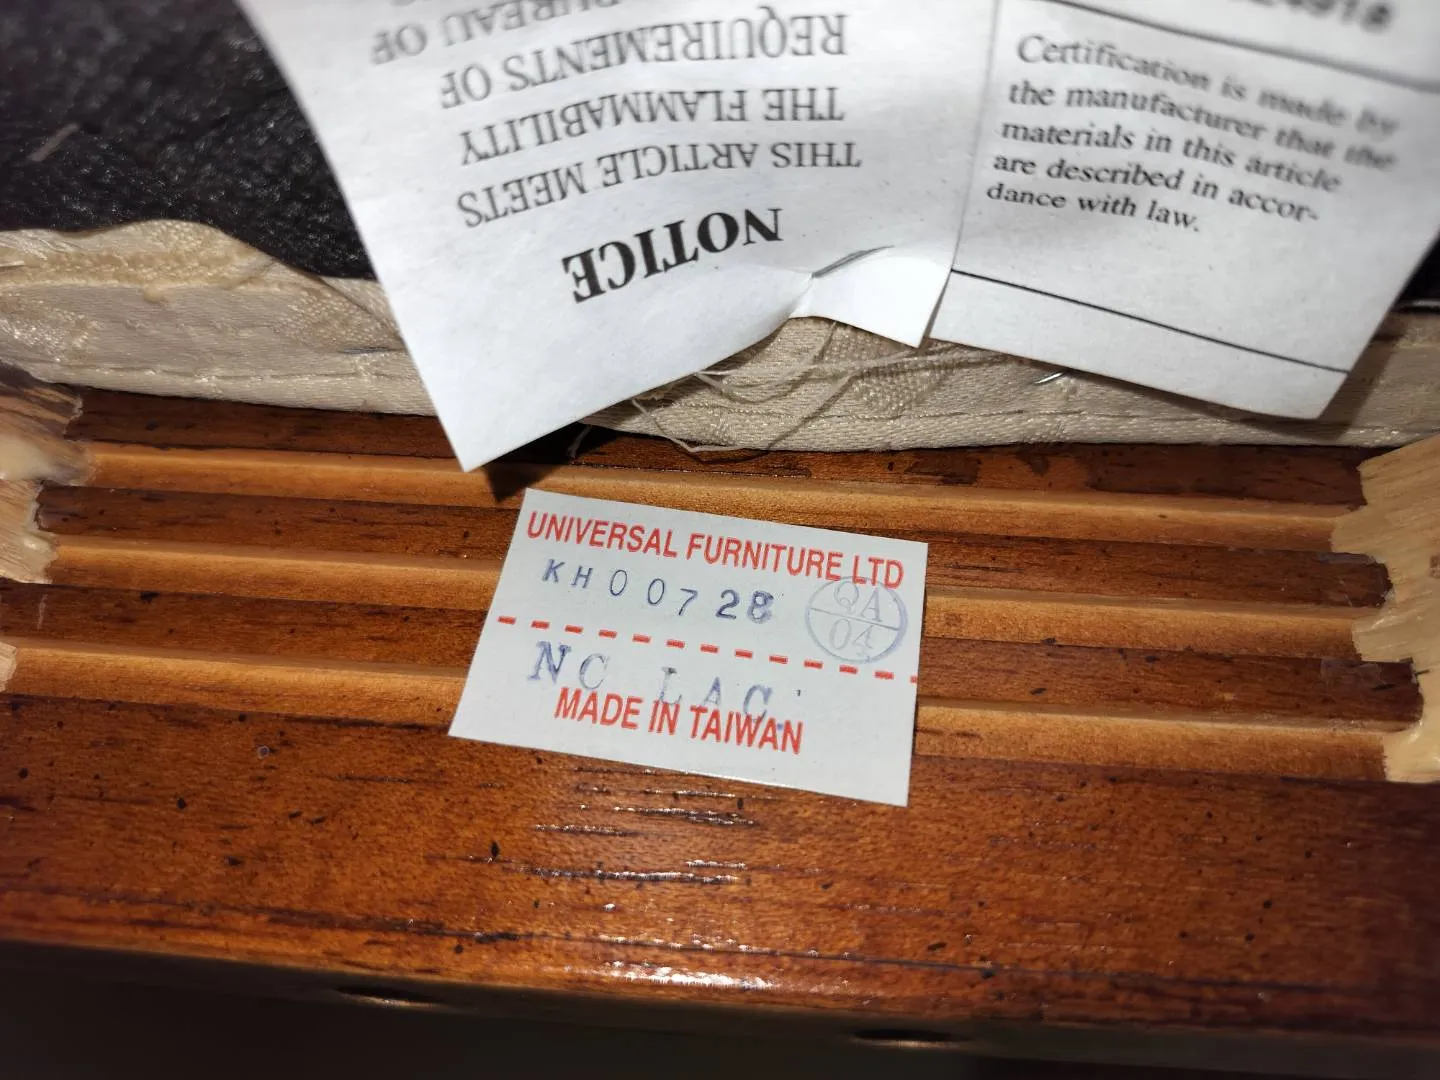 NOTICE
THIS ARTICLE MEETS
THE FLAMMABILITY
REQUIREMENTS OF
BUREAU OF
Certification is made by
the manufacturer that the
materials in this article
are described in accor-
dance with law.
UNIVERSAL FURNITURE LTD
KH00728
QA
04
NC LAC.
MADE IN TAIWAN